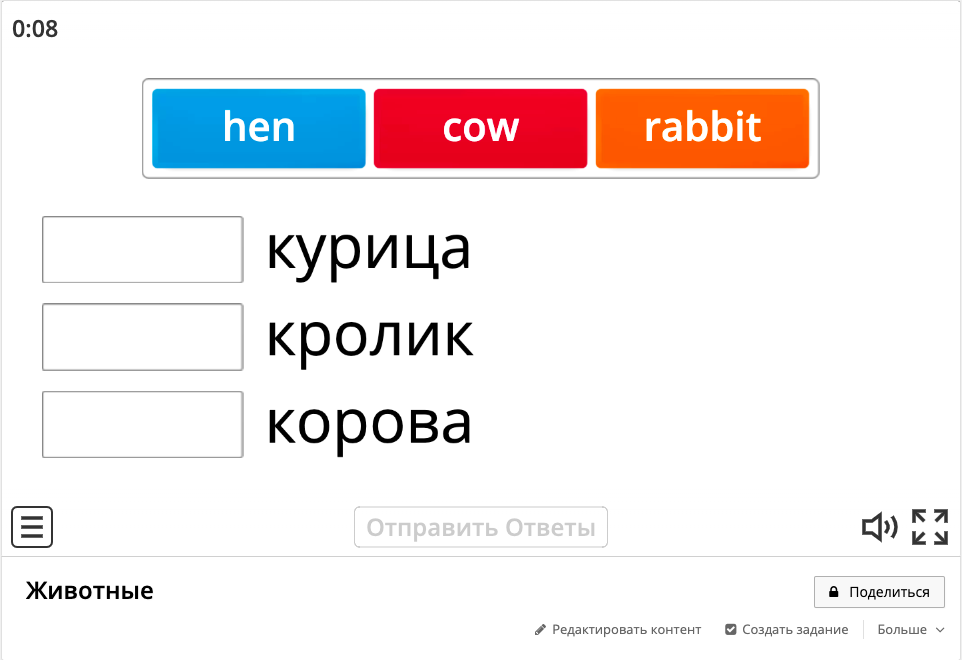 0:08
hen cow rabbit
курица
кролик
корова
Отправить Ответы
Животные
Поделиться
Редактировать контент Создать задание Больше